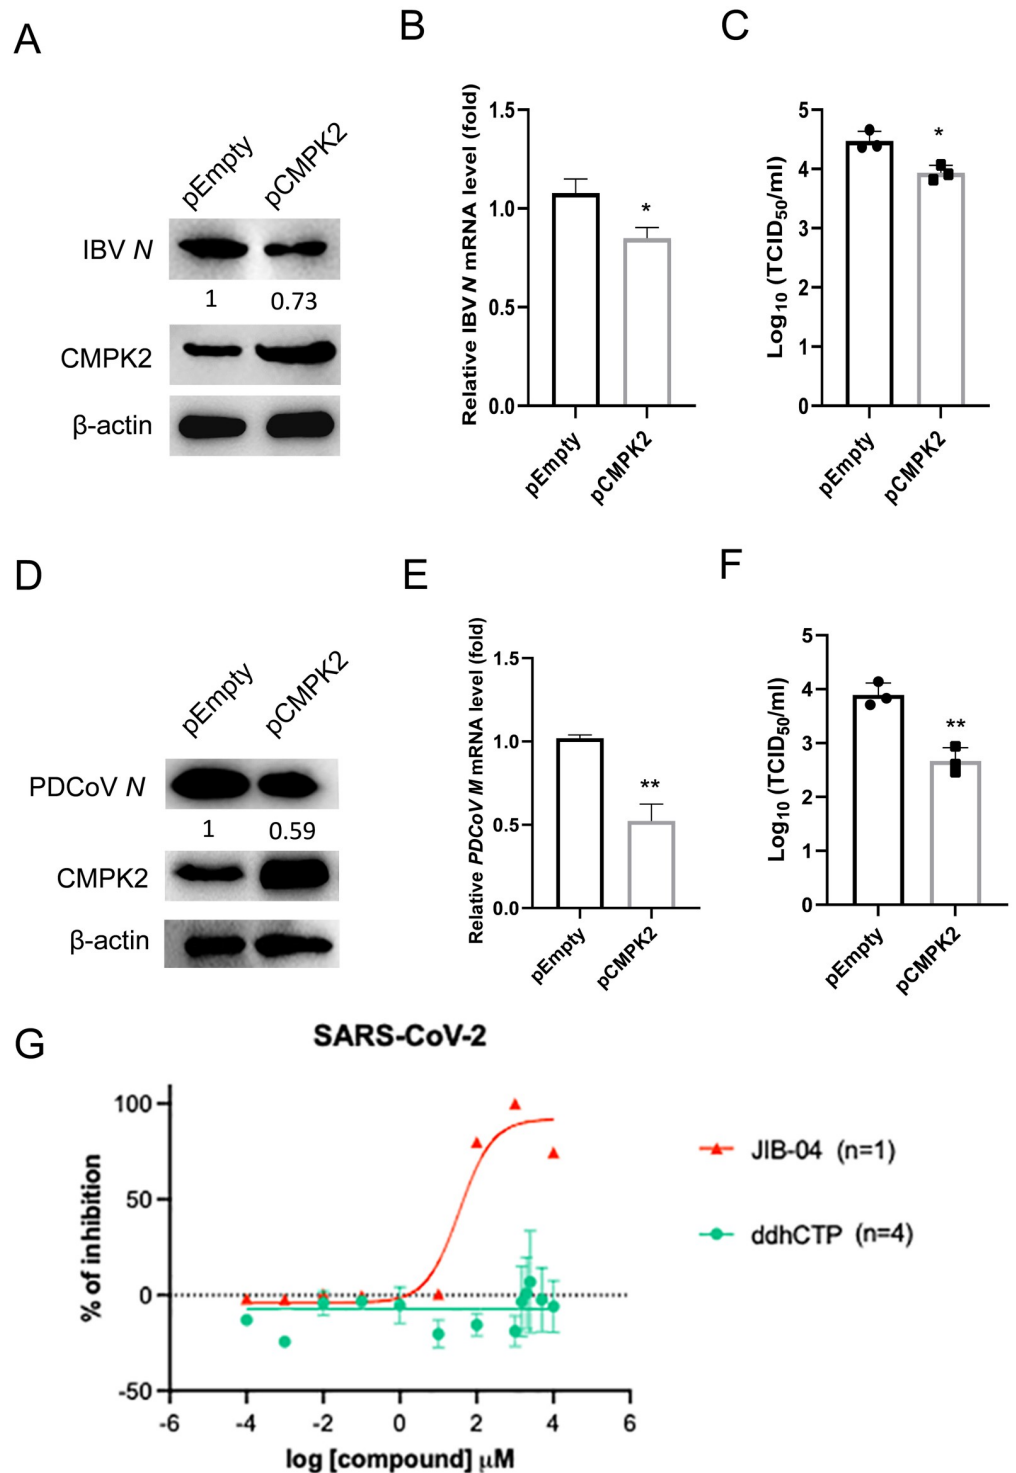 A
pEmpty
pCMPK2
IBV N
1
0.73
CMPK2
β-actin
B
Relative IBV N mRNA level (fold)
1.5
1.0
0.5
0.0
*
pEmpty
pCMPK2
C
Log10 (TCID50/ml)
5
4
3
2
1
0
*
pEmpty
pCMPK2
D
pEmpty
pCMPK2
PDCoV N
1
0.59
CMPK2
β-actin
E
Relative PDCoV M mRNA level (fold)
1.5
1.0
0.5
0.0
**
pEmpty
pCMPK2
F
Log10 (TCID50/ml)
5
4
3
2
1
0
**
pEmpty
pCMPK2
G
SARS-CoV-2
% of inhibition
100
50
0
-50
-6 -4 -2 0 2 4 6
log [compound] μM
JIB-04 (n=1)
ddhCTP (n=4)